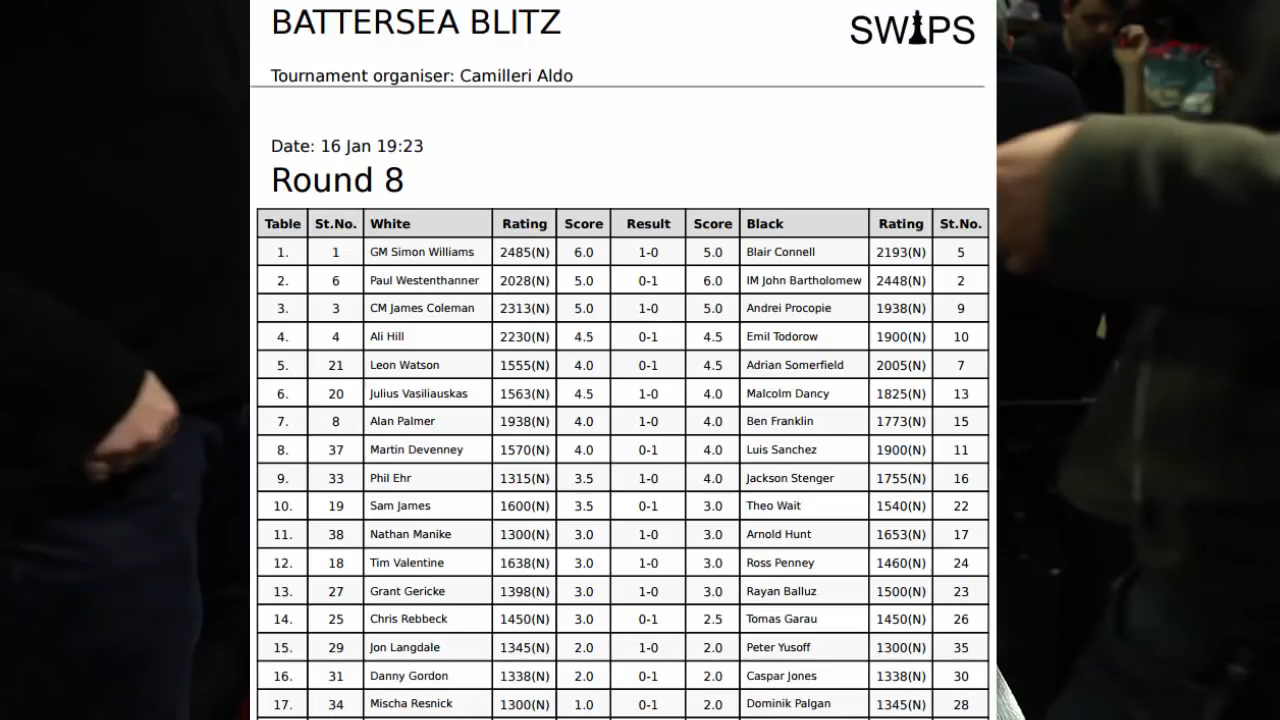 BATTERSEA BLITZ
SWIPS
Tournament organiser: Camilleri Aldo
Date: 16 Jan 19:23
Round 8
Table St.No. White Rating Score Result Score Black Rating St.No.
1. 1 GM Simon Williams 2485(N) 6.0 1-0 5.0 Blair Connell 2193(N) 5
2. 6 Paul Westenthanner 2028(N) 5.0 0-1 6.0 IM John Bartholomew 2448(N) 2
3. 3 CM James Coleman 2313(N) 5.0 1-0 5.0 Andrei Procopie 1938(N) 9
4. 4 Ali Hill 2230(N) 4.5 0-1 4.5 Emil Todorow 1900(N) 10
5. 21 Leon Watson 1555(N) 4.0 0-1 4.5 Adrian Somerfield 2005(N) 7
6. 20 Julius Vasiliauskas 1563(N) 4.5 1-0 4.0 Malcolm Dancy 1825(N) 13
7. 8 Alan Palmer 1938(N) 4.0 1-0 4.0 Ben Franklin 1773(N) 15
8. 37 Martin Devenney 1570(N) 4.0 0-1 4.0 Luis Sanchez 1900(N) 11
9. 33 Phil Ehr 1315(N) 3.5 1-0 4.0 Jackson Stenger 1755(N) 16
10. 19 Sam James 1600(N) 3.5 0-1 3.0 Theo Wait 1540(N) 22
11. 38 Nathan Manike 1300(N) 3.0 1-0 3.0 Arnold Hunt 1653(N) 17
12. 18 Tim Valentine 1638(N) 3.0 1-0 3.0 Ross Penney 1460(N) 24
13. 27 Grant Gericke 1398(N) 3.0 1-0 3.0 Rayan Balluz 1500(N) 23
14. 25 Chris Rebbeck 1450(N) 3.0 0-1 2.5 Tomas Garau 1450(N) 26
15. 29 Jon Langdale 1345(N) 2.0 1-0 2.0 Peter Yusoff 1300(N) 35
16. 31 Danny Gordon 1338(N) 2.0 0-1 2.0 Caspar Jones 1338(N) 30
17. 34 Mischa Resnick 1300(N) 1.0 0-1 2.0 Dominik Palgan 1345(N) 28